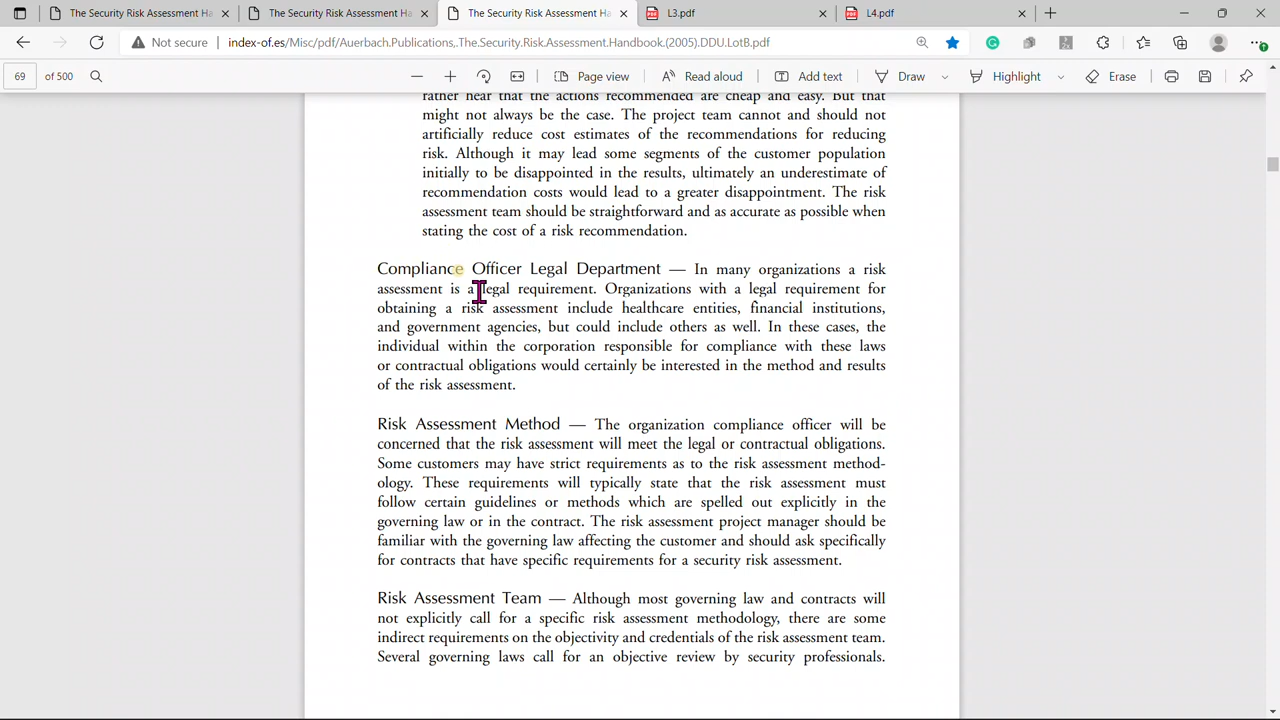 The Security Risk Assessment Ha
The Security Risk Assessment Ha
The Security Risk Assessment Ha
L3.pdf
L4.pdf
Not secure
index-of.es/Misc/pdf/Auerbach.Publications,.The.Security.Risk.Assessment.Handbook.(2005).DDU.LotB.pdf
69 of 500
Page view
Read aloud
Add text
Draw
Highlight
Erase
rather hear that the actions recommended are cheap and easy. But that
might not always be the case. The project team cannot and should not
artificially reduce cost estimates of the recommendations for reducing
risk. Although it may lead some segments of the customer population
initially to be disappointed in the results, ultimately an underestimate of
recommendation costs would lead to a greater disappointment. The risk
assessment team should be straightforward and as accurate as possible when
stating the cost of a risk recommendation.
Compliance Officer Legal Department — In many organizations a risk
assessment is a legal requirement. Organizations with a legal requirement for
obtaining a risk assessment include healthcare entities, financial institutions,
and government agencies, but could include others as well. In these cases, the
individual within the corporation responsible for compliance with these laws
or contractual obligations would certainly be interested in the method and results
of the risk assessment.
Risk Assessment Method — The organization compliance officer will be
concerned that the risk assessment will meet the legal or contractual obligations.
Some customers may have strict requirements as to the risk assessment method-
ology. These requirements will typically state that the risk assessment must
follow certain guidelines or methods which are spelled out explicitly in the
governing law or in the contract. The risk assessment project manager should be
familiar with the governing law affecting the customer and should ask specifically
for contracts that have specific requirements for a security risk assessment.
Risk Assessment Team — Although most governing law and contracts will
not explicitly call for a specific risk assessment methodology, there are some
indirect requirements on the objectivity and credentials of the risk assessment team.
Several governing laws call for an objective review by security professionals.